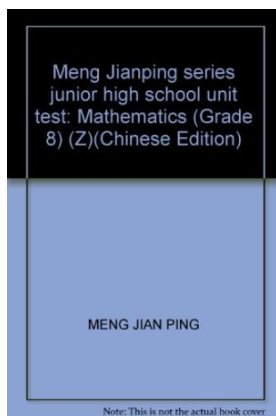 Meng Jianping series
junior high school unit
test: Mathematics (Grade
8) (Z)(Chinese Edition)
MENG JIAN PING
Note: This is not the actual book cover